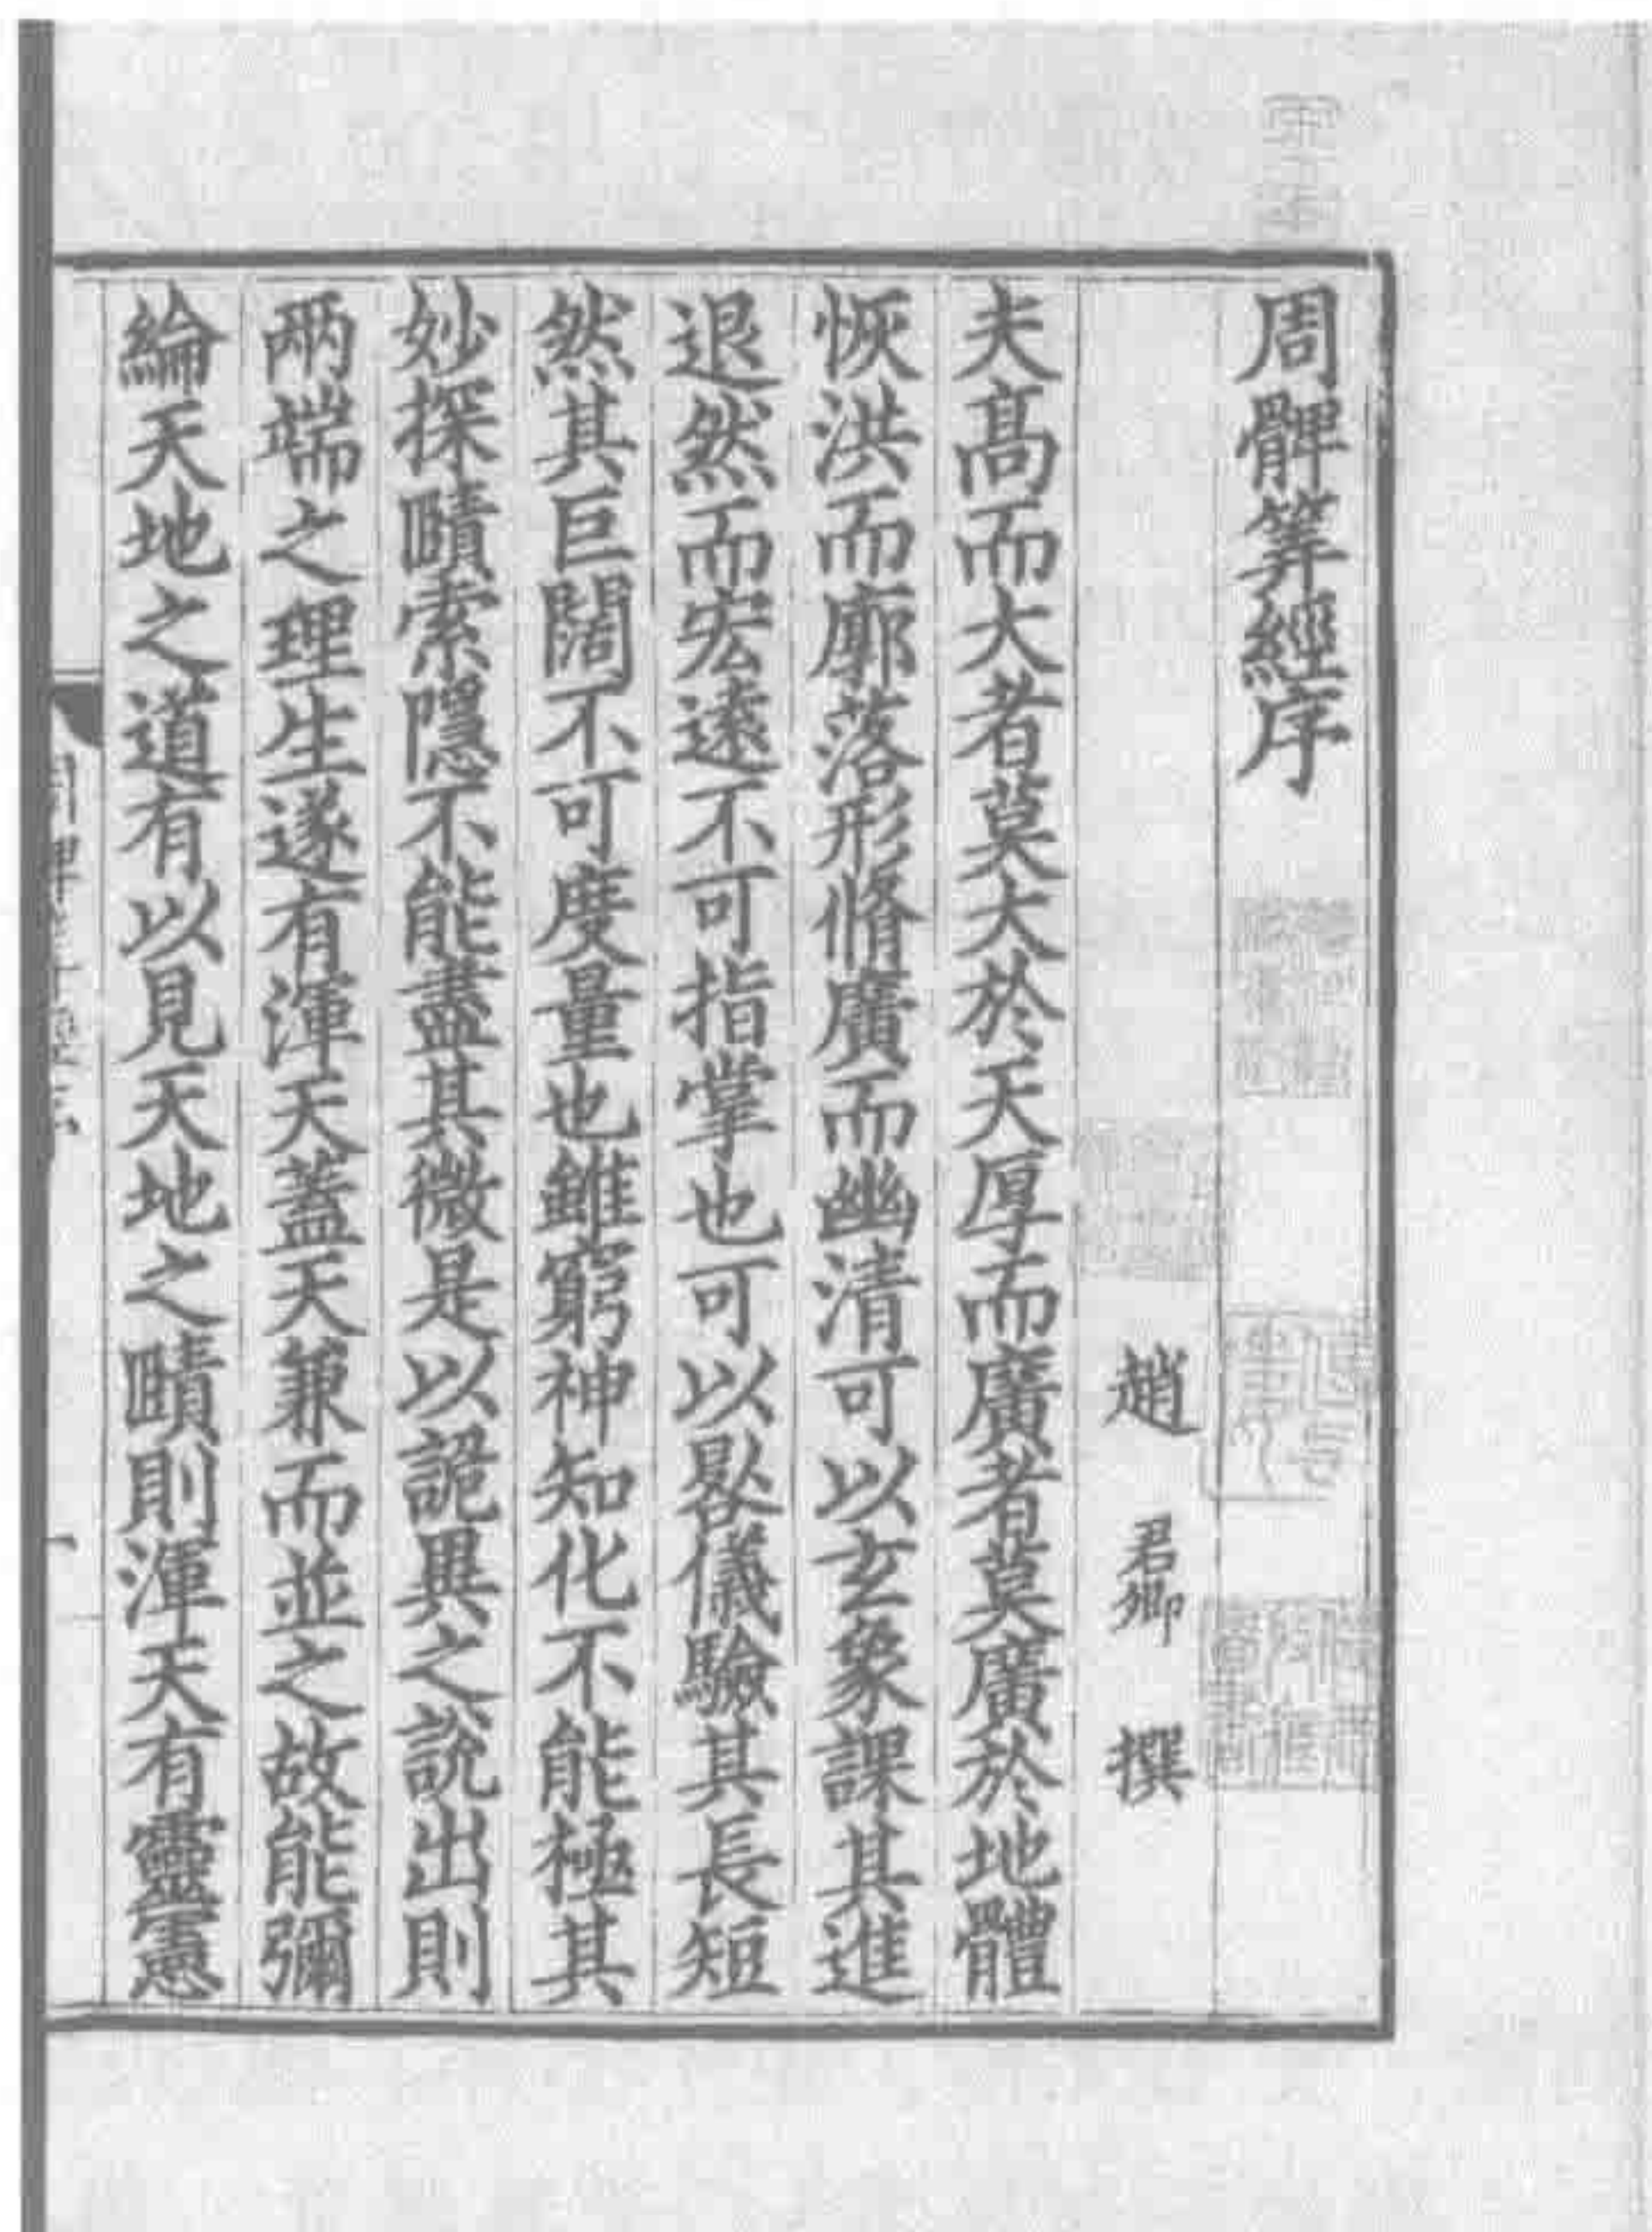 周髀筭經序
趙君卿撰
夫髙而大者莫大於天厚而廣者莫廣於地體
恢洪而廓落形脩廣而幽清可以玄象課其進
退然而宏遠不可指掌也可以晷儀驗其長短
然其巨闊不可度量也雖窮神知化不能極其
妙探賾索隱不能盡其微是以詭異之說出則
兩端之理生遂有渾天蓋天兼而並之故能彌
綸天地之道有以見天地之賾則渾天有靈憲